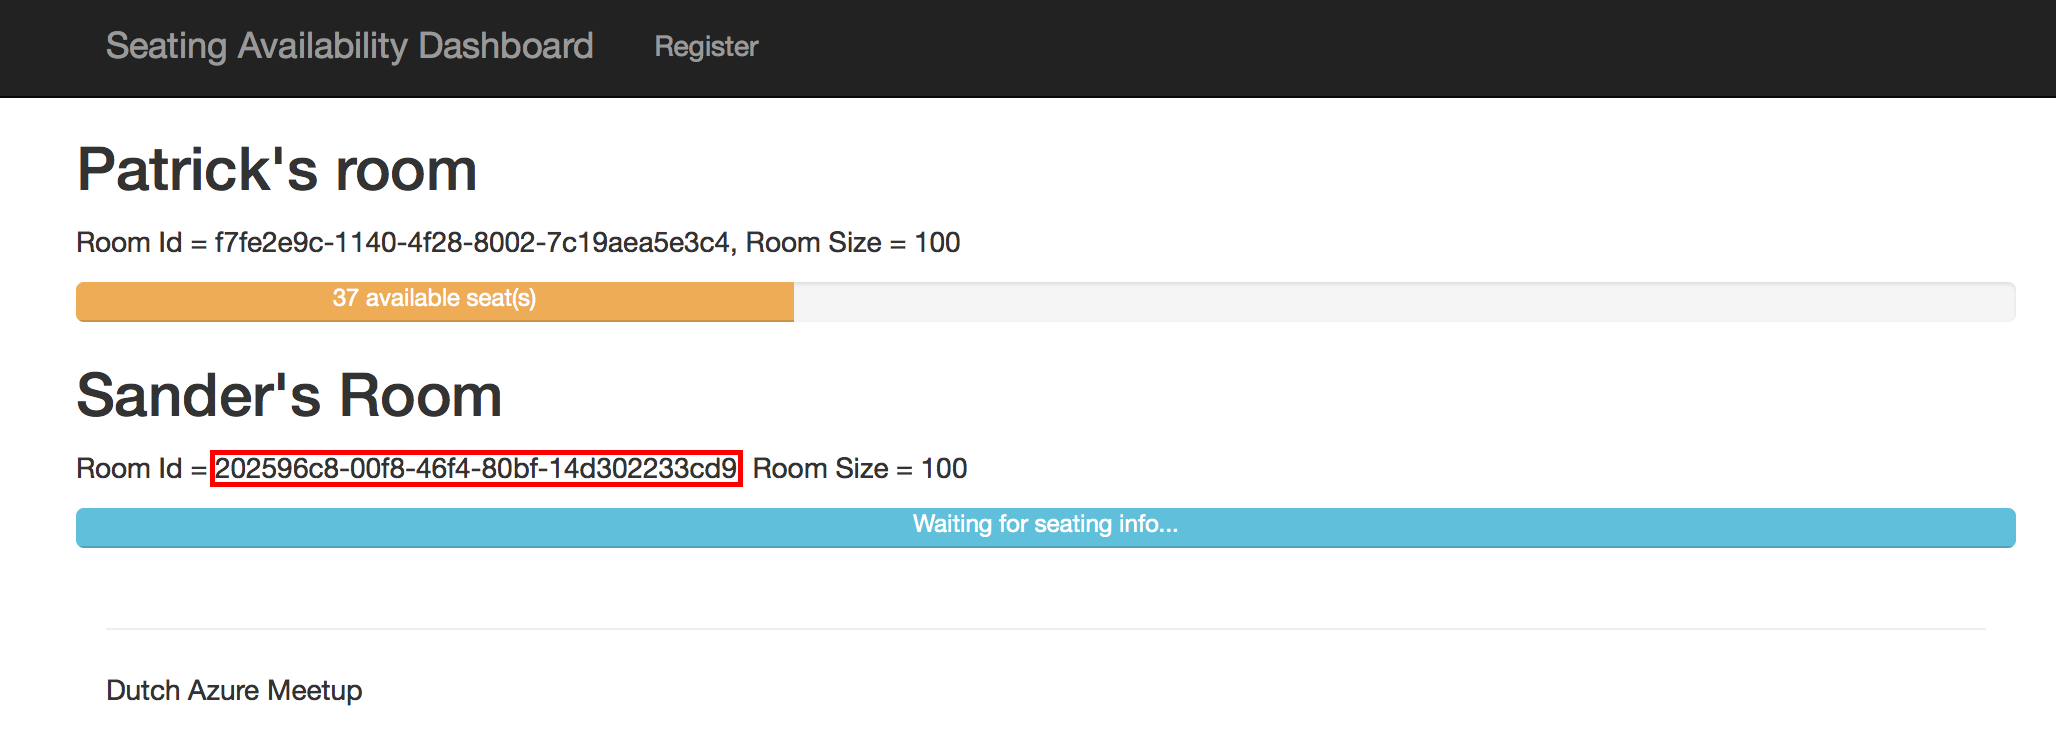 Seating Availability Dashboard Register
Patrick's room
Room Id = f7fe2e9c-1140-4f28-8002-7c19aea5e3c4, Room Size = 100
37 available seat(s)
Sander's Room
Room Id = 202596c8-00f8-46f4-80bf-14d302233cd9 Room Size = 100
Waiting for seating info...
Dutch Azure Meetup